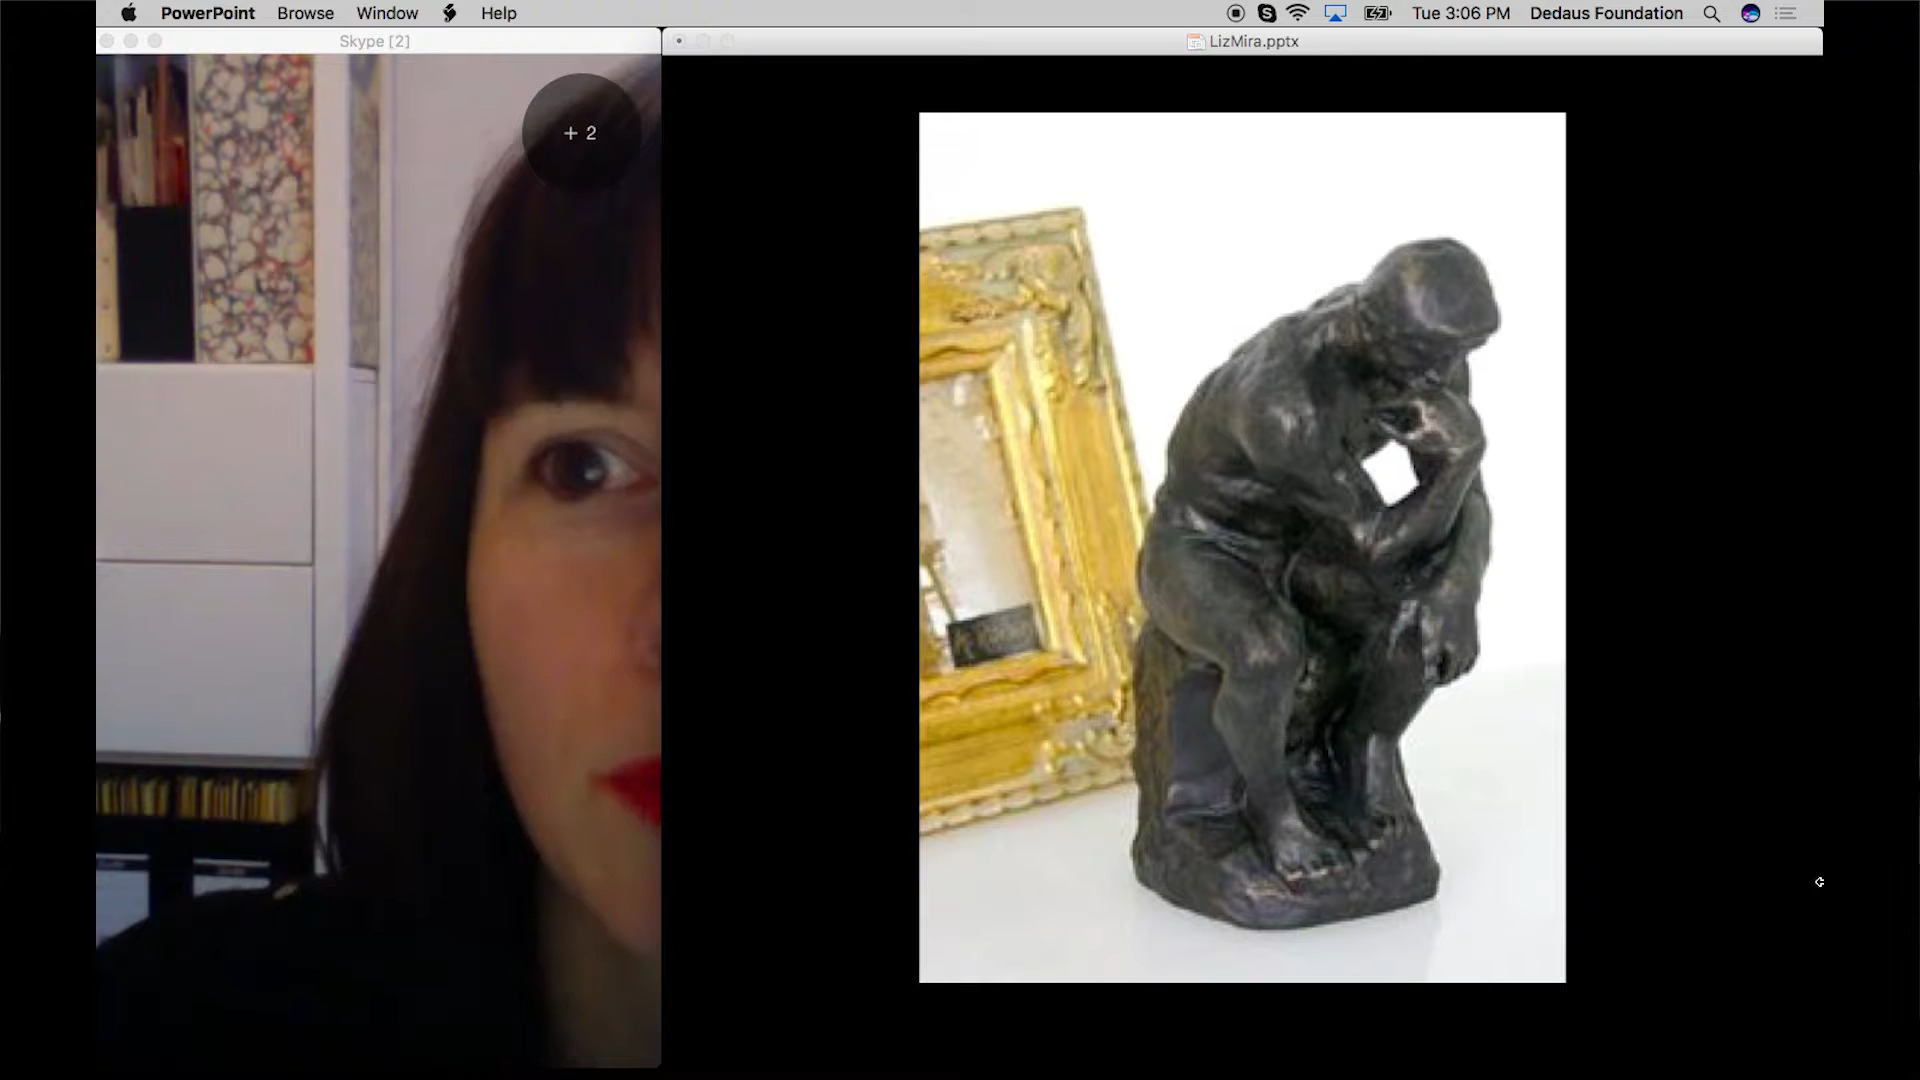 PowerPoint Browse Window Help Tue 3:06 PM Dedaus Foundation
Skype [2] LizMira.pptx
+ 2